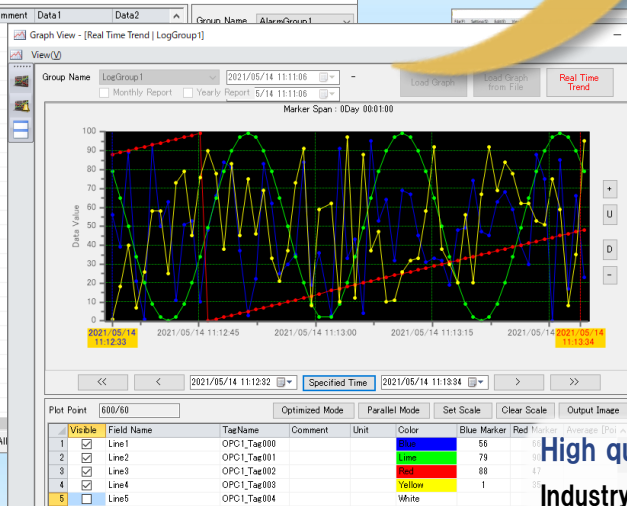 mment Data1 Data2
Group Name AlarmGroup1
Graph View - [Real Time Trend | LogGroup1]
View(V)
Group Name LogGroup1 2021/05/14 11:11:06 -
Monthly Report Yearly Report 5/14 11:11:06
Load Graph
Load Graph from File
Real Time Trend
Marker Span : 0Day 00:01:00
100
90
80
70
60
50
40
30
20
10
0
Data Value
2021/05/14 11:12:33
2021/05/14 11:12:45
2021/05/14 11:13:00
2021/05/14 11:13:15
2021/05/14
2021/05/14 11:13:34
+
U
D
-
<< < 2021/05/14 11:12:32 Specified Time 2021/05/14 11:13:34 > >>
Plot Point 600/60 Optimized Mode Parallel Mode Set Scale Clear Scale Output Image
Visible Field Name TagName Comment Unit Color Blue Marker Red Marker Average [Poi
1 Line1 OPC1_Tag000 Blue 56
2 Line2 OPC1_Tag001 Lime 79
3 Line3 OPC1_Tag002 Red 88 47
4 Line4 OPC1_Tag003 Yellow 1
5 Line5 OPC1_Tag004 White
High qu
Industry